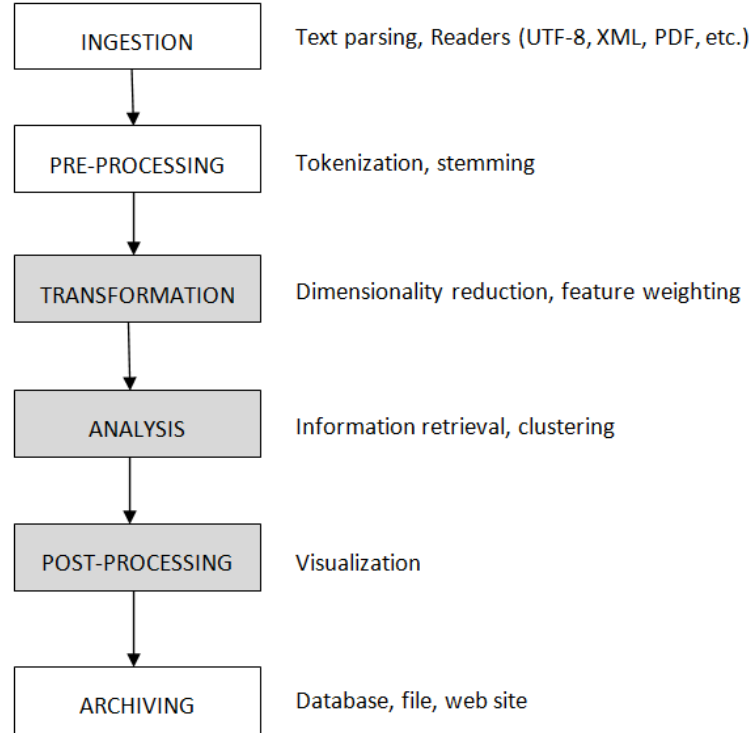 INGESTION
Text parsing, Readers (UTF-8, XML, PDF, etc.)
PRE-PROCESSING
Tokenization, stemming
TRANSFORMATION
Dimensionality reduction, feature weighting
ANALYSIS
Information retrieval, clustering
POST-PROCESSING
Visualization
ARCHIVING
Database, file, web site